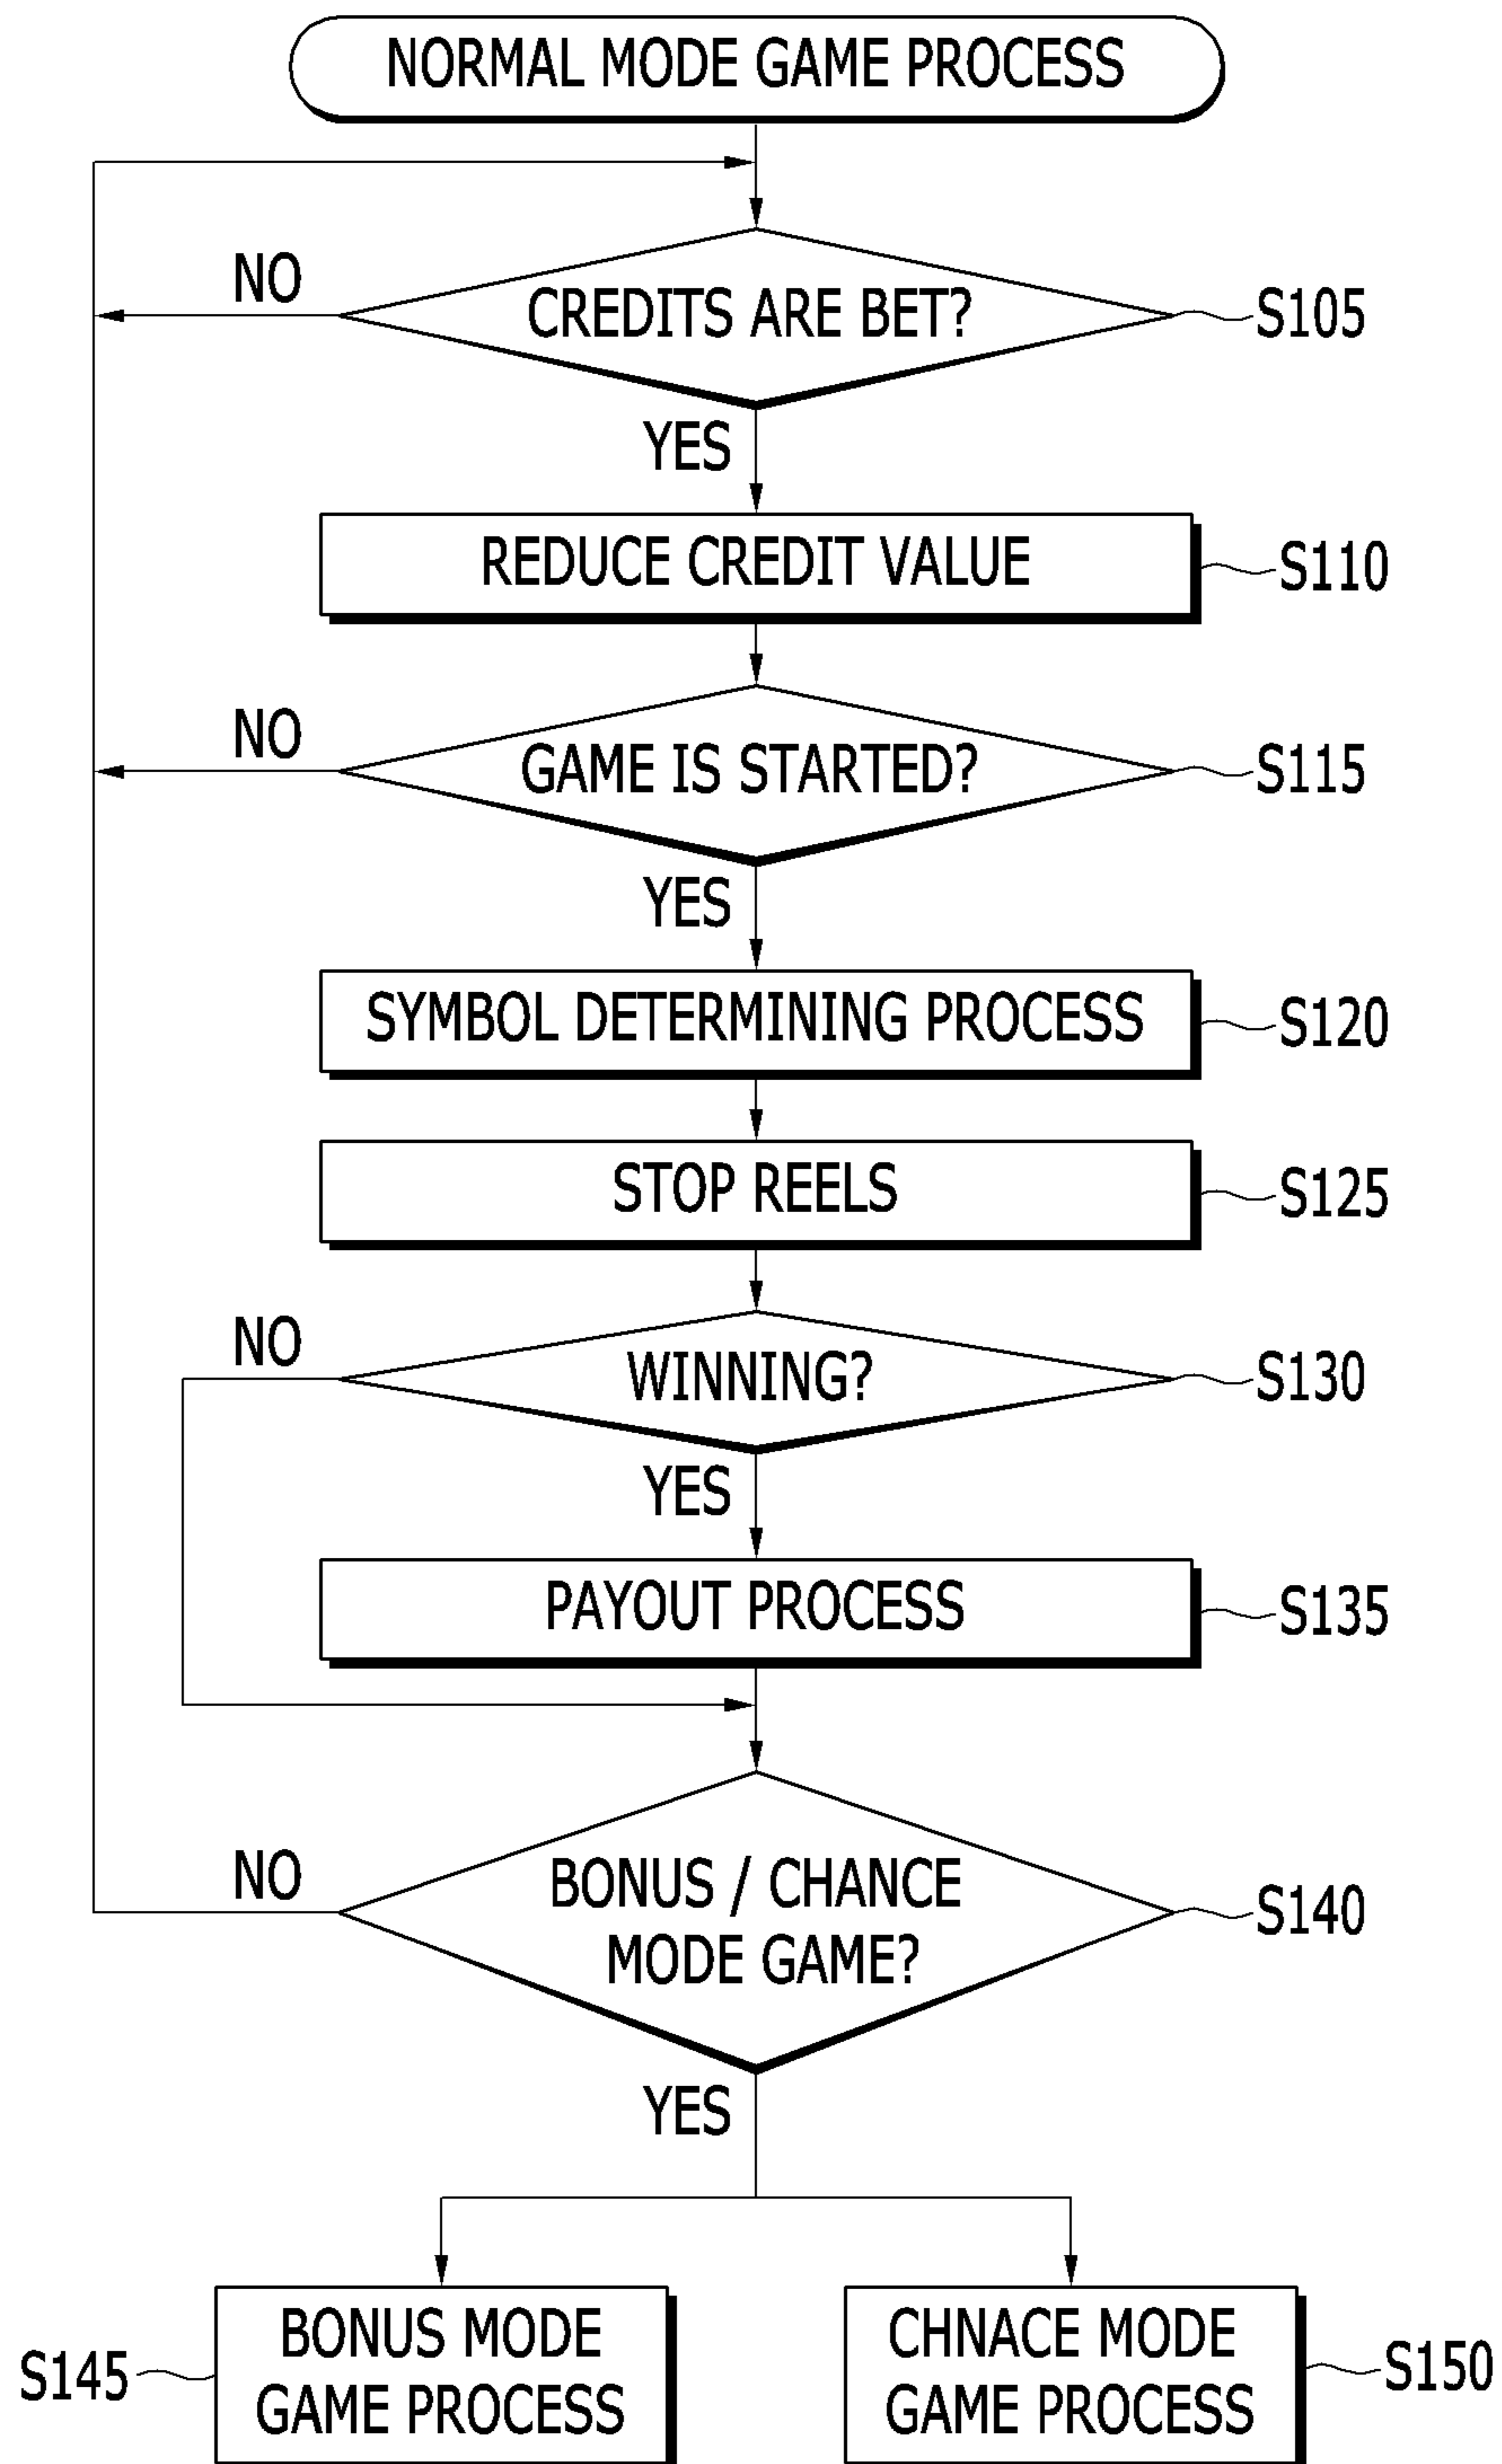 NORMAL MODE GAME PROCESS
NO
CREDITS ARE BET?
S105
YES
REDUCE CREDIT VALUE
S110
NO
GAME IS STARTED?
S115
YES
SYMBOL DETERMINING PROCESS
S120
STOP REELS
S125
NO
WINNING?
S130
YES
PAYOUT PROCESS
S135
NO
BONUS / CHANCE
MODE GAME?
S140
YES
BONUS MODE
GAME PROCESS
S145
CHNACE MODE
GAME PROCESS
S150